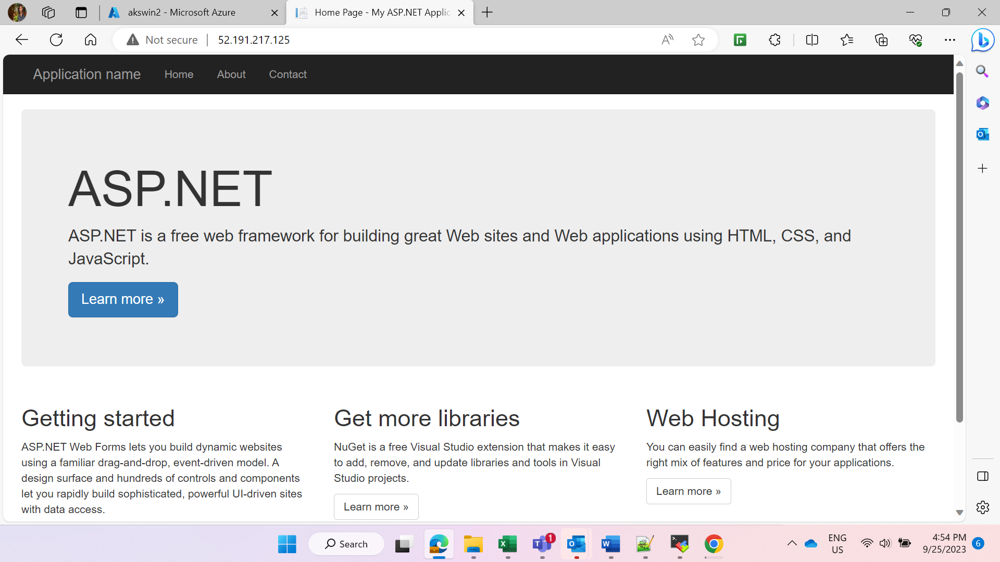 akswin2 - Microsoft Azure
Home Page - My ASP.NET Applic
Not secure
52.191.217.125
Application name
Home
About
Contact
ASP.NET
ASP.NET is a free web framework for building great Web sites and Web applications using HTML, CSS, and
JavaScript.
Learn more »
Getting started
ASP.NET Web Forms lets you build dynamic websites
using a familiar drag-and-drop, event-driven model. A
design surface and hundreds of controls and components
let you rapidly build sophisticated, powerful UI-driven sites
with data access.
Get more libraries
NuGet is a free Visual Studio extension that makes it easy
to add, remove, and update libraries and tools in Visual
Studio projects.
Learn more »
Web Hosting
You can easily find a web hosting company that offers the
right mix of features and price for your applications.
Learn more »
Search
1
ENG
US
4:54 PM
9/25/2023
6